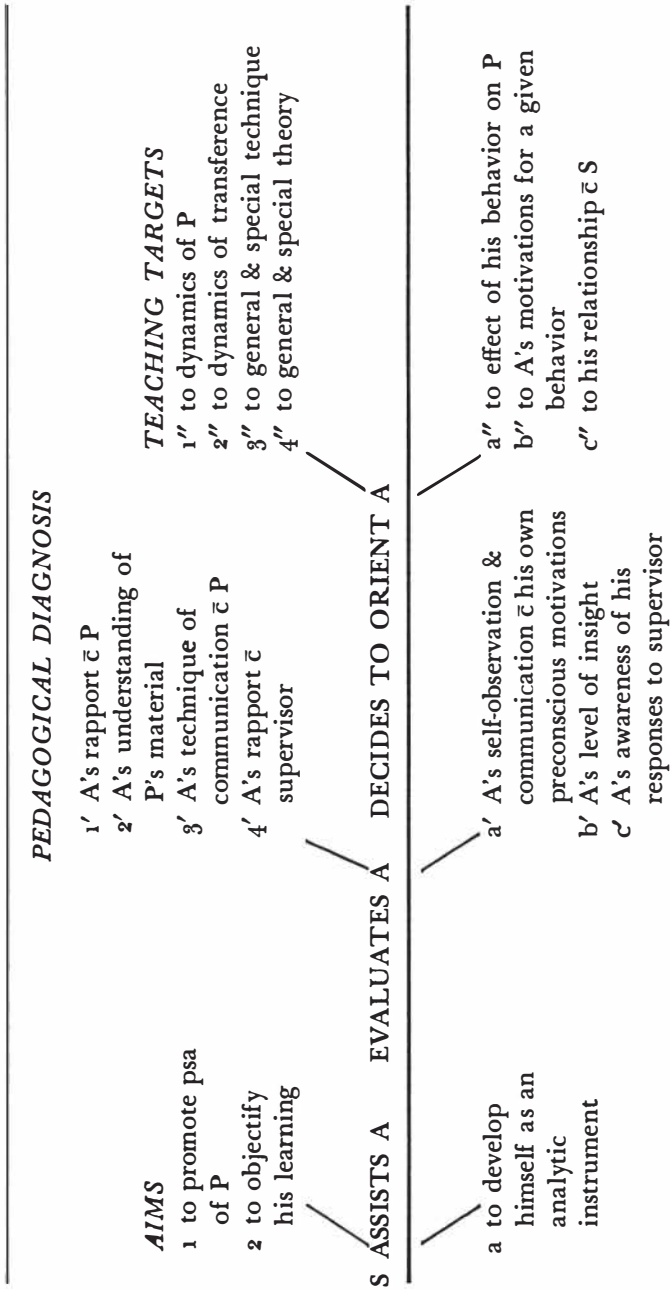 PEDAGOGICAL DIAGNOSIS
AIMS
1 to promote psa
of P
2 to objectify
his learning
1′ A's rapport c̄ P
2′ A's understanding of
P's material
3′ A's technique of
communication c̄ P
4′ A's rapport c̄
supervisor
TEACHING TARGETS
1″ to dynamics of P
2″ to dynamics of transference
3″ to general & special technique
4″ to general & special theory
S ASSISTS A EVALUATES A DECIDES TO ORIENT A
a to develop
himself as an
analytic
instrument
a′ A's self-observation &
communication c̄ his own
preconscious motivations
b′ A's level of insight
c′ A's awareness of his
responses to supervisor
a″ to effect of his behavior on P
b″ to A's motivations for a given
behavior
c″ to his relationship c̄ S